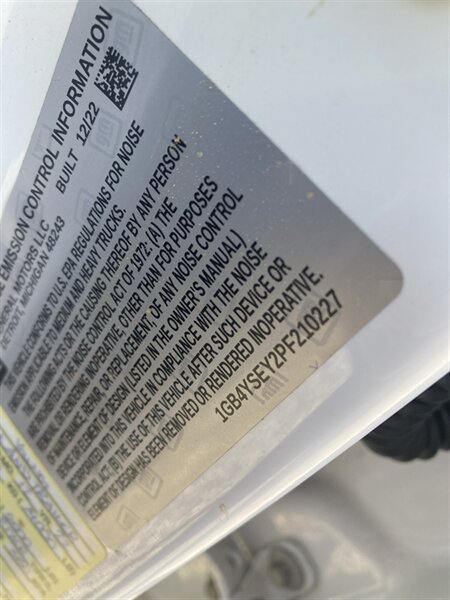 E EMISSION CONTROL INFORMATION
ERAL MOTORS LLC
DETROIT, MICHIGAN 48243 BUILT 12/22
THIS VEHICLE CONFORMS TO U.S. EPA REGULATIONS FOR NOISE
EMISSION APPLICABLE TO MEDIUM AND HEAVY TRUCKS.
THE FOLLOWING ACTS OR THE CAUSING THEREOF BY ANY PERSON
ARE PROHIBITED BY THE NOISE CONTROL ACT OF 1972: (A) THE
REMOVAL OR RENDERING INOPERATIVE, OTHER THAN FOR PURPOSES
OF MAINTENANCE, REPAIR, OR REPLACEMENT, OF ANY NOISE CONTROL
DEVICE OR ELEMENT OF DESIGN (LISTED IN THE OWNER'S MANUAL)
INCORPORATED INTO THIS VEHICLE IN COMPLIANCE WITH THE NOISE
CONTROL ACT; (B) THE USE OF THIS VEHICLE AFTER SUCH DEVICE OR
ELEMENT OF DESIGN HAS BEEN REMOVED OR RENDERED INOPERATIVE.
1GB4YSEY2PF210227